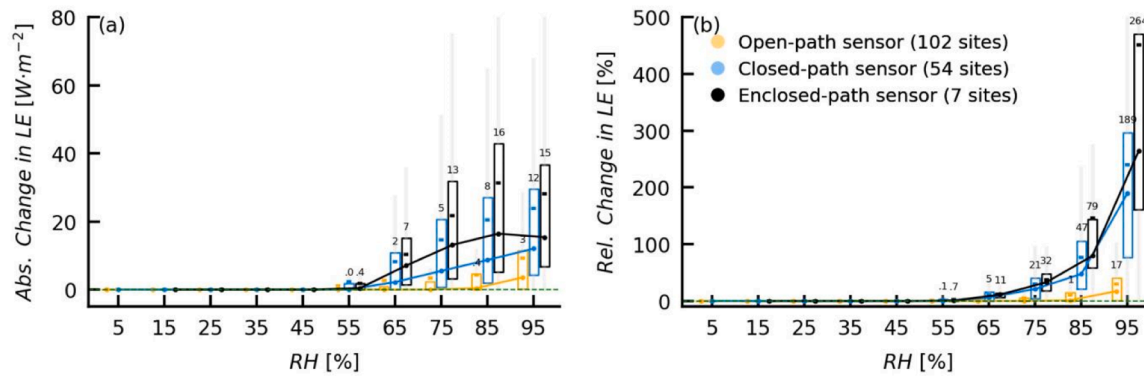 (a)
80
60
40
20
0
Abs. Change in LE [W·m⁻²]
.0 .4
2
7
5
13
.4
8
16
3
12
15
5 15 25 35 45 55 65 75 85 95
RH [%]
(b)
Open-path sensor (102 sites)
Closed-path sensor (54 sites)
Enclosed-path sensor (7 sites)
500
400
300
200
100
0
Rel. Change in LE [%]
.1 .7
5 11
21 32
1
47
79
17
189
264
5 15 25 35 45 55 65 75 85 95
RH [%]